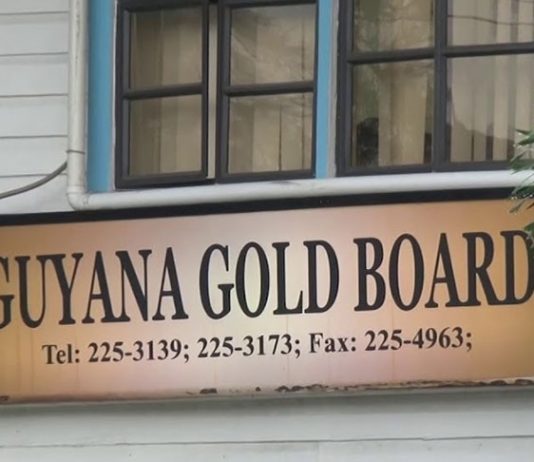 GUYANA GOLD BOARD
Tel: 225-3139; 225-3173; Fax: 225-4963;